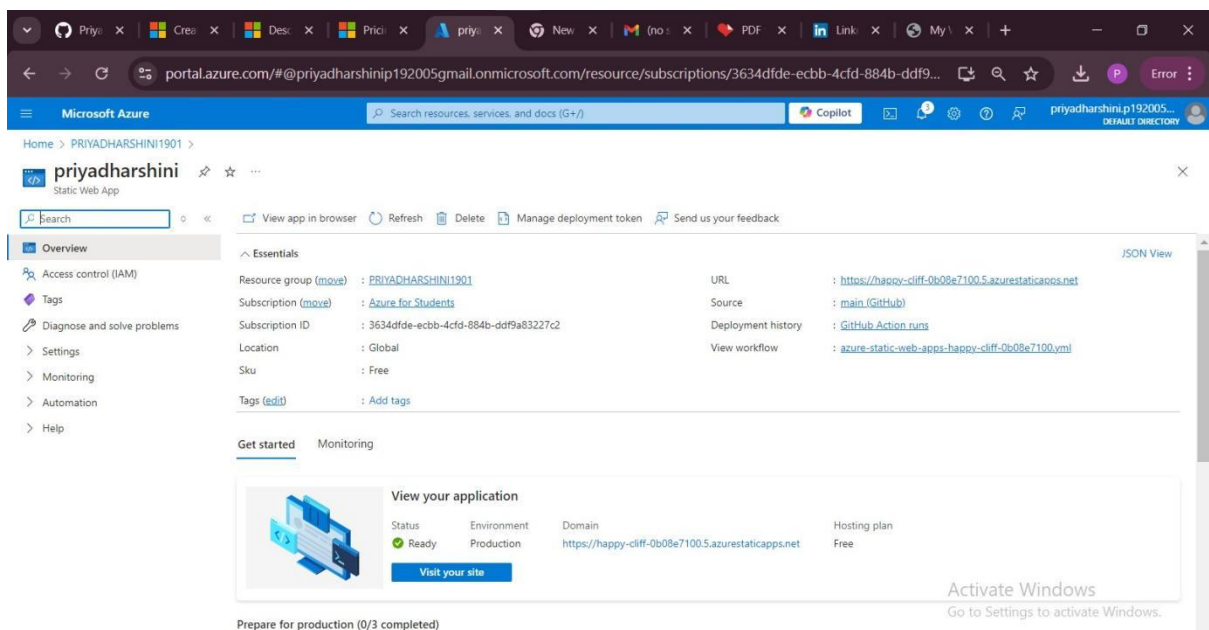 Priya
Crea
Desc
Prici
priya
New
(no s
PDF
Link
My V
portal.azure.com/#@priyadharshinip192005gmail.onmicrosoft.com/resource/subscriptions/3634dfde-ecbb-4cfd-884b-ddf9...
P
Error
Microsoft Azure
Search resources, services, and docs (G+/)
Copilot
3
priyadharshini.p192005...
DEFAULT DIRECTORY
Home > PRIYADHARSHINI1901 >
priyadharshini
Static Web App
Search
View app in browser
Refresh
Delete
Manage deployment token
Send us your feedback
Overview
Access control (IAM)
Tags
Diagnose and solve problems
Settings
Monitoring
Automation
Help
Essentials
JSON View
Resource group (move) : PRIYADHARSHINI1901
Subscription (move) : Azure for Students
Subscription ID : 3634dfde-ecbb-4cfd-884b-ddf9a83227c2
Location : Global
Sku : Free
Tags (edit) : Add tags
URL : https://happy-cliff-0b08e7100.5.azurestaticapps.net
Source : main (GitHub)
Deployment history : GitHub Action runs
View workflow : azure-static-web-apps-happy-cliff-0b08e7100.yml
Get started Monitoring
View your application
Status Environment Domain Hosting plan
Ready Production https://happy-cliff-0b08e7100.5.azurestaticapps.net Free
Visit your site
Prepare for production (0/3 completed)
Activate Windows
Go to Settings to activate Windows.